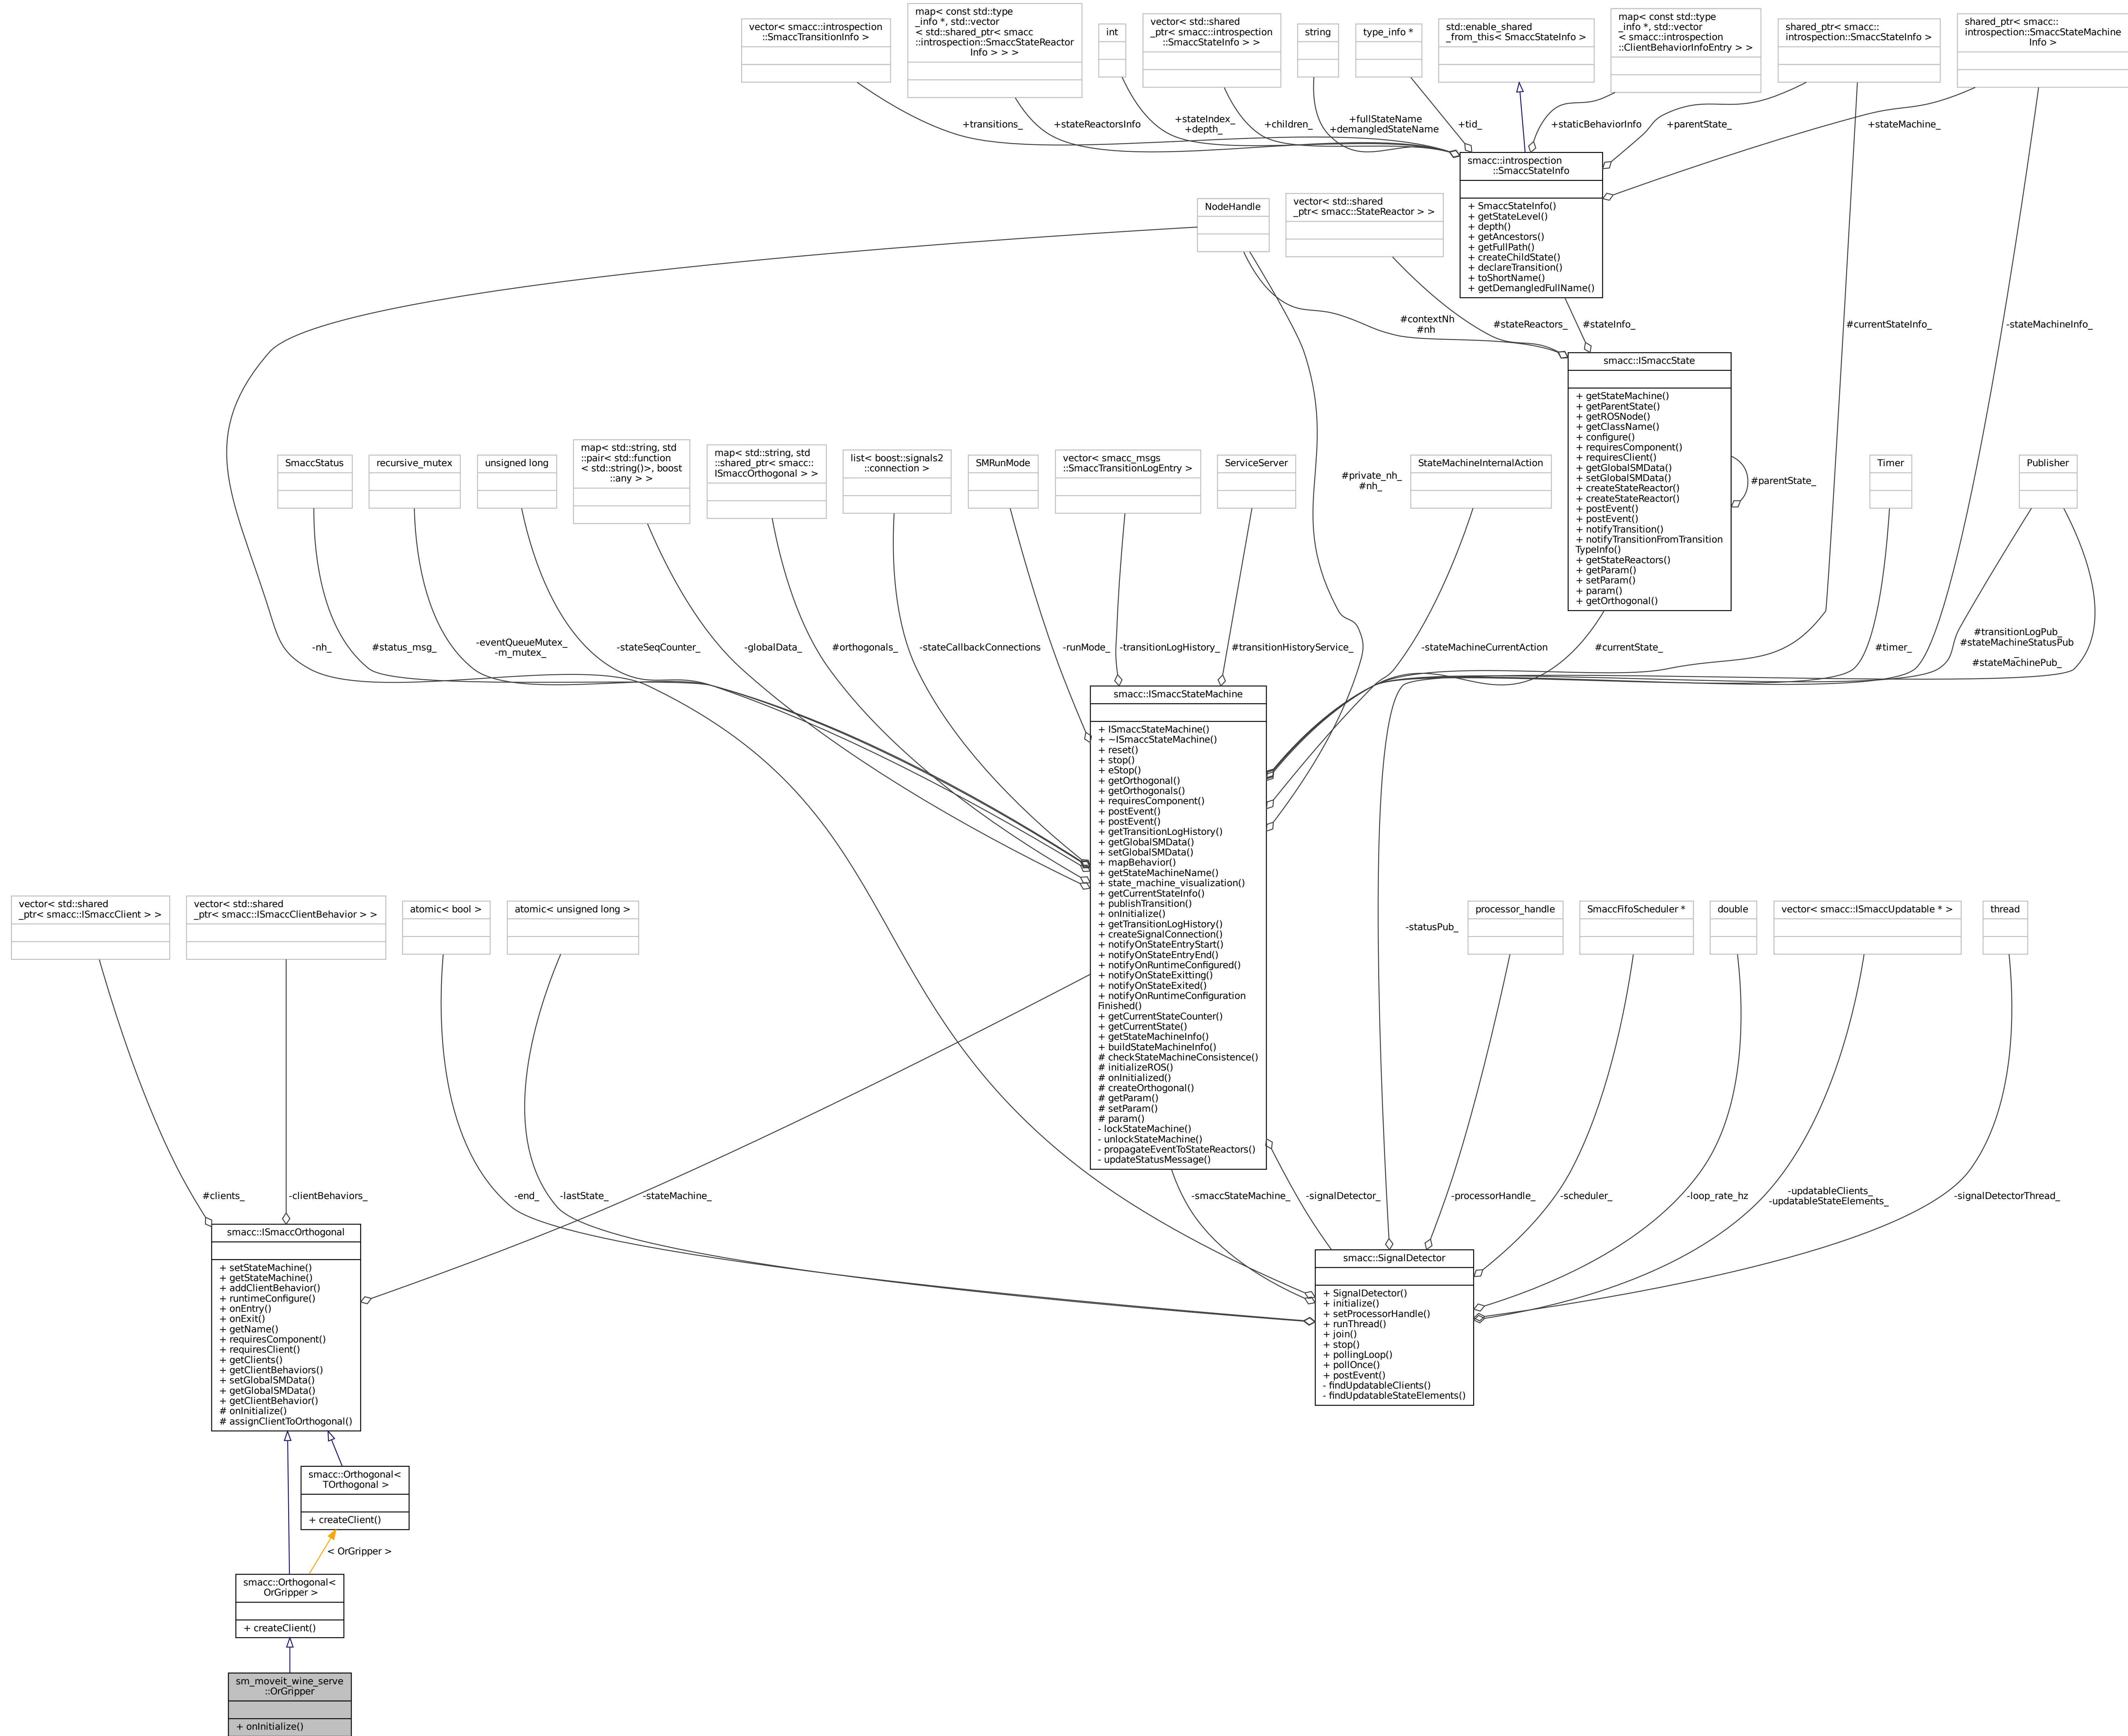 vector< smacc::introspection
::SmaccTransitionInfo >
map< const std::type
_info *, std::vector
< std::shared_ptr< smacc
::introspection::SmaccStateReactor
Info > > >
int
vector< std::shared
_ptr< smacc::introspection
::SmaccStateInfo > >
string
type_info *
std::enable_shared
_from_this< SmaccStateInfo >
map< const std::type
_info *, std::vector
< smacc::introspection
::ClientBehaviorInfoEntry > >
shared_ptr< smacc::
introspection::SmaccStateInfo >
shared_ptr< smacc::
introspection::SmaccStateMachine
Info >
+transitions_
+stateReactorsInfo
+stateIndex_
+depth_
+children_
+fullStateName
+demangledStateName
+tid_
+staticBehaviorInfo
+parentState_
+stateMachine_
smacc::introspection
::SmaccStateInfo
+ SmaccStateInfo()
+ getStateLevel()
+ depth()
+ getAncestors()
+ getFullPath()
+ createChildState()
+ declareTransition()
+ toShortName()
+ getDemangledFullName()
NodeHandle
vector< std::shared
_ptr< smacc::StateReactor > >
#contextNh
#nh
#stateReactors_
#stateInfo_
#currentStateInfo_
-stateMachineInfo_
smacc::ISmaccState
+ getStateMachine()
+ getParentState()
+ getROSNode()
+ getClassName()
+ configure()
+ requiresComponent()
+ requiresClient()
+ getGlobalSMData()
+ setGlobalSMData()
+ createStateReactor()
+ createStateReactor()
+ postEvent()
+ postEvent()
+ notifyTransition()
+ notifyTransitionFromTransition
TypeInfo()
+ getStateReactors()
+ getParam()
+ setParam()
+ param()
+ getOrthogonal()
#parentState_
SmaccStatus
recursive_mutex
unsigned long
map< std::string, std
::pair< std::function
< std::string()>, boost
::any > >
map< std::string, std
::shared_ptr< smacc::
ISmaccOrthogonal > >
list< boost::signals2
::connection >
SMRunMode
vector< smacc_msgs
::SmaccTransitionLogEntry >
ServiceServer
#private_nh_
#nh_
StateMachineInternalAction
Timer
Publisher
-nh_
#status_msg_
-eventQueueMutex_
-m_mutex_
-stateSeqCounter_
-globalData_
#orthogonals_
-stateCallbackConnections
-runMode_
-transitionLogHistory_
#transitionHistoryService_
-stateMachineCurrentAction
#currentState_
#timer_
#transitionLogPub_
#stateMachineStatusPub
_
#stateMachinePub_
smacc::ISmaccStateMachine
+ ISmaccStateMachine()
+ ~ISmaccStateMachine()
+ reset()
+ stop()
+ eStop()
+ getOrthogonal()
+ getOrthogonals()
+ requiresComponent()
+ postEvent()
+ postEvent()
+ getTransitionLogHistory()
+ getGlobalSMData()
+ setGlobalSMData()
+ mapBehavior()
+ getStateMachineName()
+ state_machine_visualization()
+ getCurrentStateInfo()
+ publishTransition()
+ onInitialize()
+ getTransitionLogHistory()
+ createSignalConnection()
+ notifyOnStateEntryStart()
+ notifyOnStateEntryEnd()
+ notifyOnRuntimeConfigured()
+ notifyOnStateExitting()
+ notifyOnStateExited()
+ notifyOnRuntimeConfiguration
Finished()
+ getCurrentStateCounter()
+ getCurrentState()
+ getStateMachineInfo()
+ buildStateMachineInfo()
# checkStateMachineConsistence()
# initializeROS()
# onInitialized()
# createOrthogonal()
# getParam()
# setParam()
# param()
- lockStateMachine()
- unlockStateMachine()
- propagateEventToStateReactors()
- updateStatusMessage()
vector< std::shared
_ptr< smacc::ISmaccClient > >
vector< std::shared
_ptr< smacc::ISmaccClientBehavior > >
atomic< bool >
atomic< unsigned long >
-statusPub_
processor_handle
SmaccFifoScheduler *
double
vector< smacc::ISmaccUpdatable * >
thread
#clients_
-clientBehaviors_
-end_
-lastState_
-stateMachine_
-smaccStateMachine_
-signalDetector_
-processorHandle_
-scheduler_
-loop_rate_hz
-updatableClients_
-updatableStateElements_
-signalDetectorThread_
smacc::ISmaccOrthogonal
+ setStateMachine()
+ getStateMachine()
+ addClientBehavior()
+ runtimeConfigure()
+ onEntry()
+ onExit()
+ getName()
+ requiresComponent()
+ requiresClient()
+ getClients()
+ getClientBehaviors()
+ setGlobalSMData()
+ getGlobalSMData()
+ getClientBehavior()
# onInitialize()
# assignClientToOrthogonal()
smacc::SignalDetector
+ SignalDetector()
+ initialize()
+ setProcessorHandle()
+ runThread()
+ join()
+ stop()
+ pollingLoop()
+ pollOnce()
+ postEvent()
- findUpdatableClients()
- findUpdatableStateElements()
smacc::Orthogonal<
TOrthogonal >
+ createClient()
< OrGripper >
smacc::Orthogonal<
OrGripper >
+ createClient()
sm_moveit_wine_serve
::OrGripper
+ onInitialize()